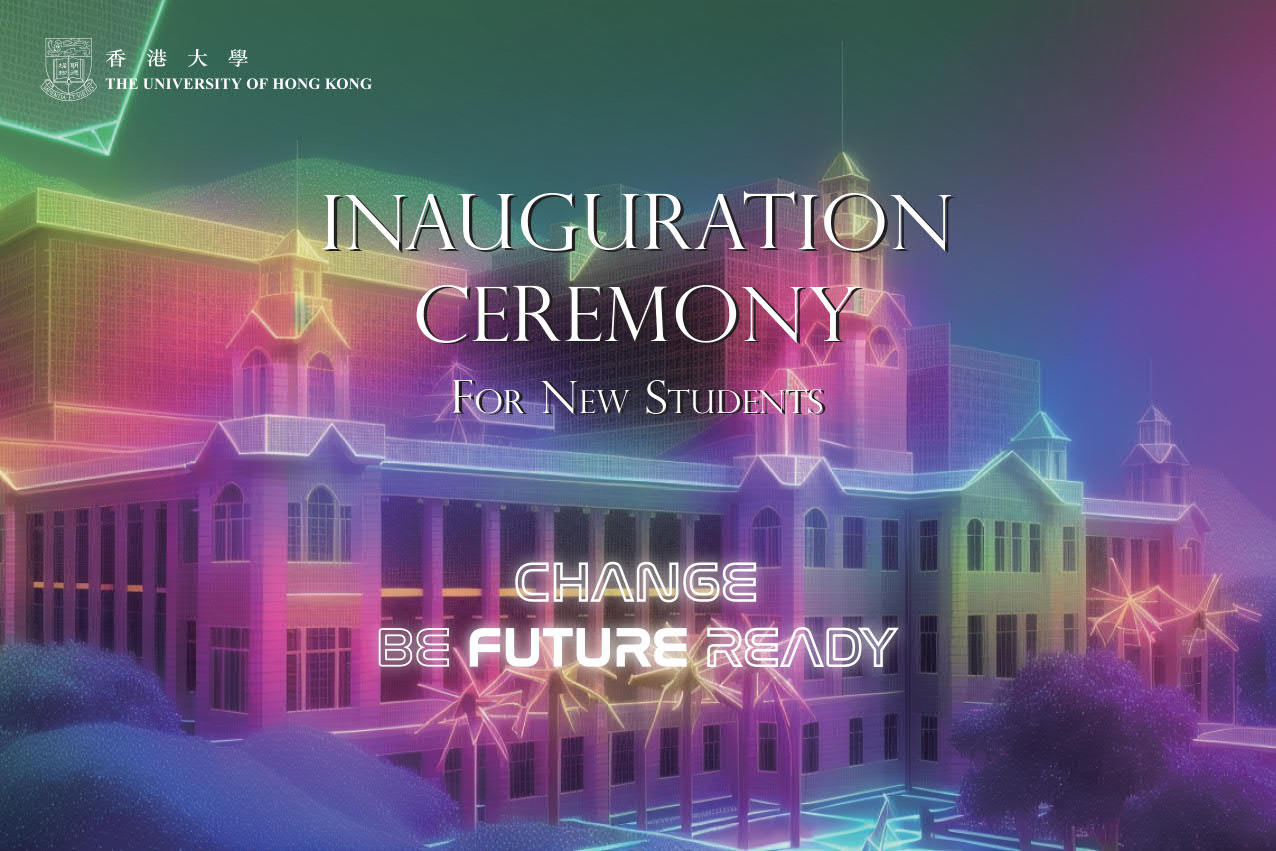 香港大學
THE UNIVERSITY OF HONG KONG
INAUGURATION
CEREMONY
FOR NEW STUDENTS
CHANGE
BE FUTURE READY